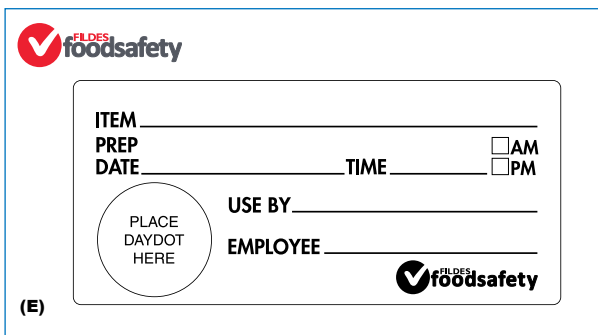 FILDES
foodsafety
ITEM
PREP
DATE TIME AM
PM
PLACE
DAYDOT
HERE
USE BY
EMPLOYEE
FILDES
foodsafety
(E)